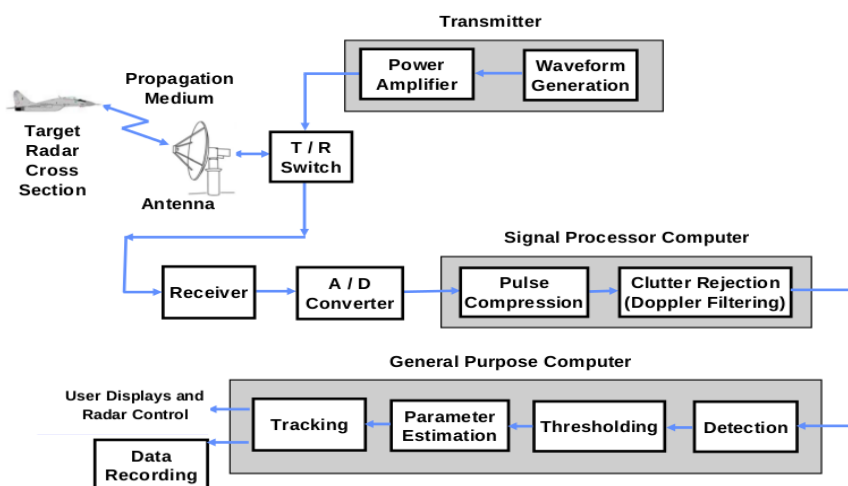 Transmitter
Power
Amplifier
Waveform
Generation
Propagation
Medium
Target
Radar
Cross
Section
Antenna
T / R
Switch
Signal Processor Computer
Receiver
A / D
Converter
Pulse
Compression
Clutter Rejection
(Doppler Filtering)
General Purpose Computer
User Displays and
Radar Control
Tracking
Parameter
Estimation
Thresholding
Detection
Data
Recording